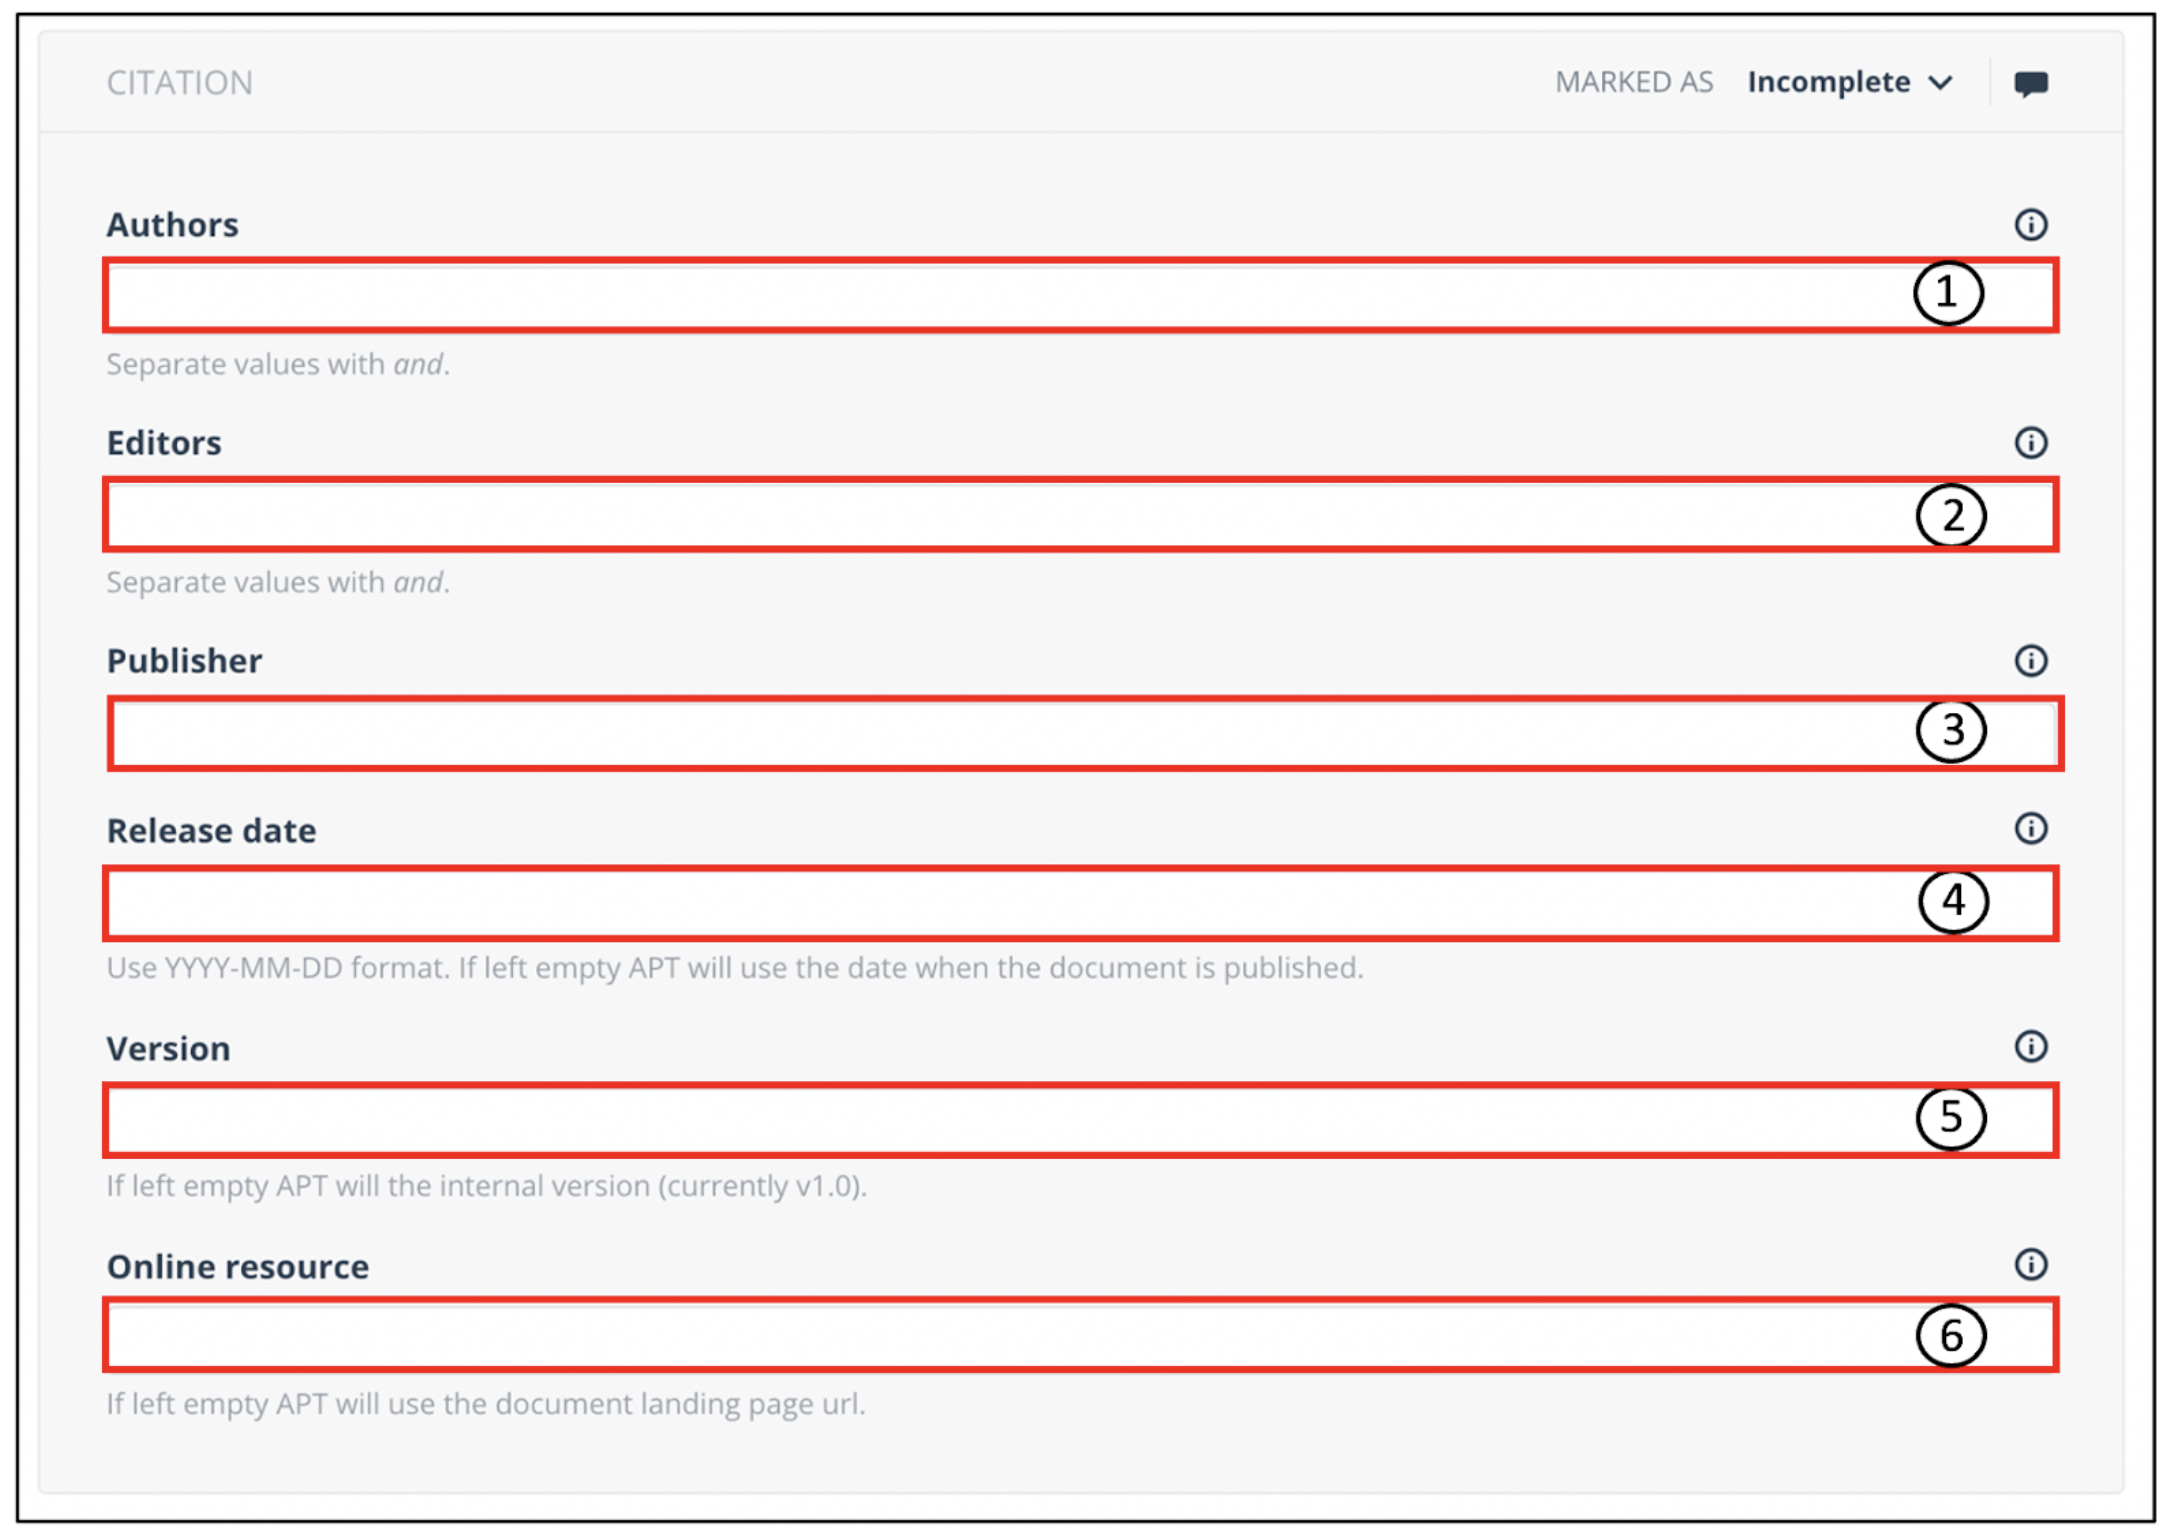 CITATION MARKED AS Incomplete
Authors
1
Separate values with and.
Editors
2
Separate values with and.
Publisher
3
Release date
4
Use YYYY-MM-DD format. If left empty APT will use the date when the document is published.
Version
5
If left empty APT will the internal version (currently v1.0).
Online resource
6
If left empty APT will use the document landing page url.